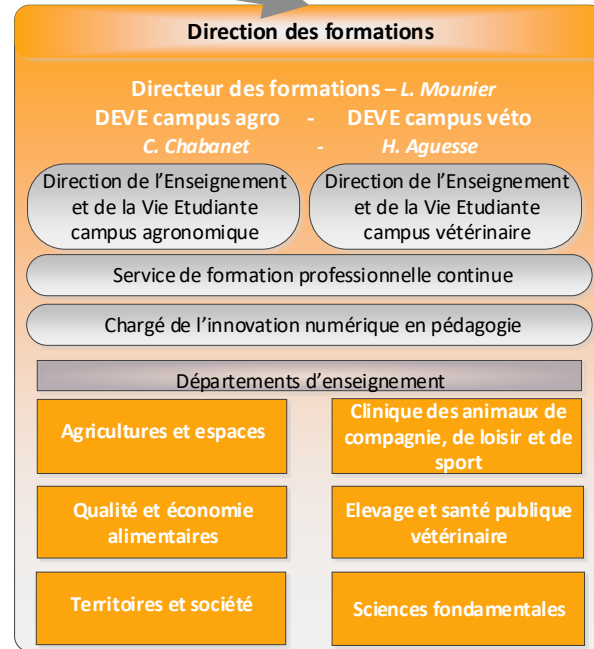 Direction des formations
Directeur des formations – L. Mounier
DEVE campus agro - DEVE campus véto
C. Chabanet - H. Aguesse
Direction de l'Enseignement
et de la Vie Etudiante
campus agronomique
Direction de l'Enseignement
et de la Vie Etudiante
campus vétérinaire
Service de formation professionnelle continue
Chargé de l'innovation numérique en pédagogie
Départements d'enseignement
Agricultures et espaces
Clinique des animaux de
compagnie, de loisir et de
sport
Qualité et économie
alimentaires
Elevage et santé publique
vétérinaire
Territoires et société
Sciences fondamentales